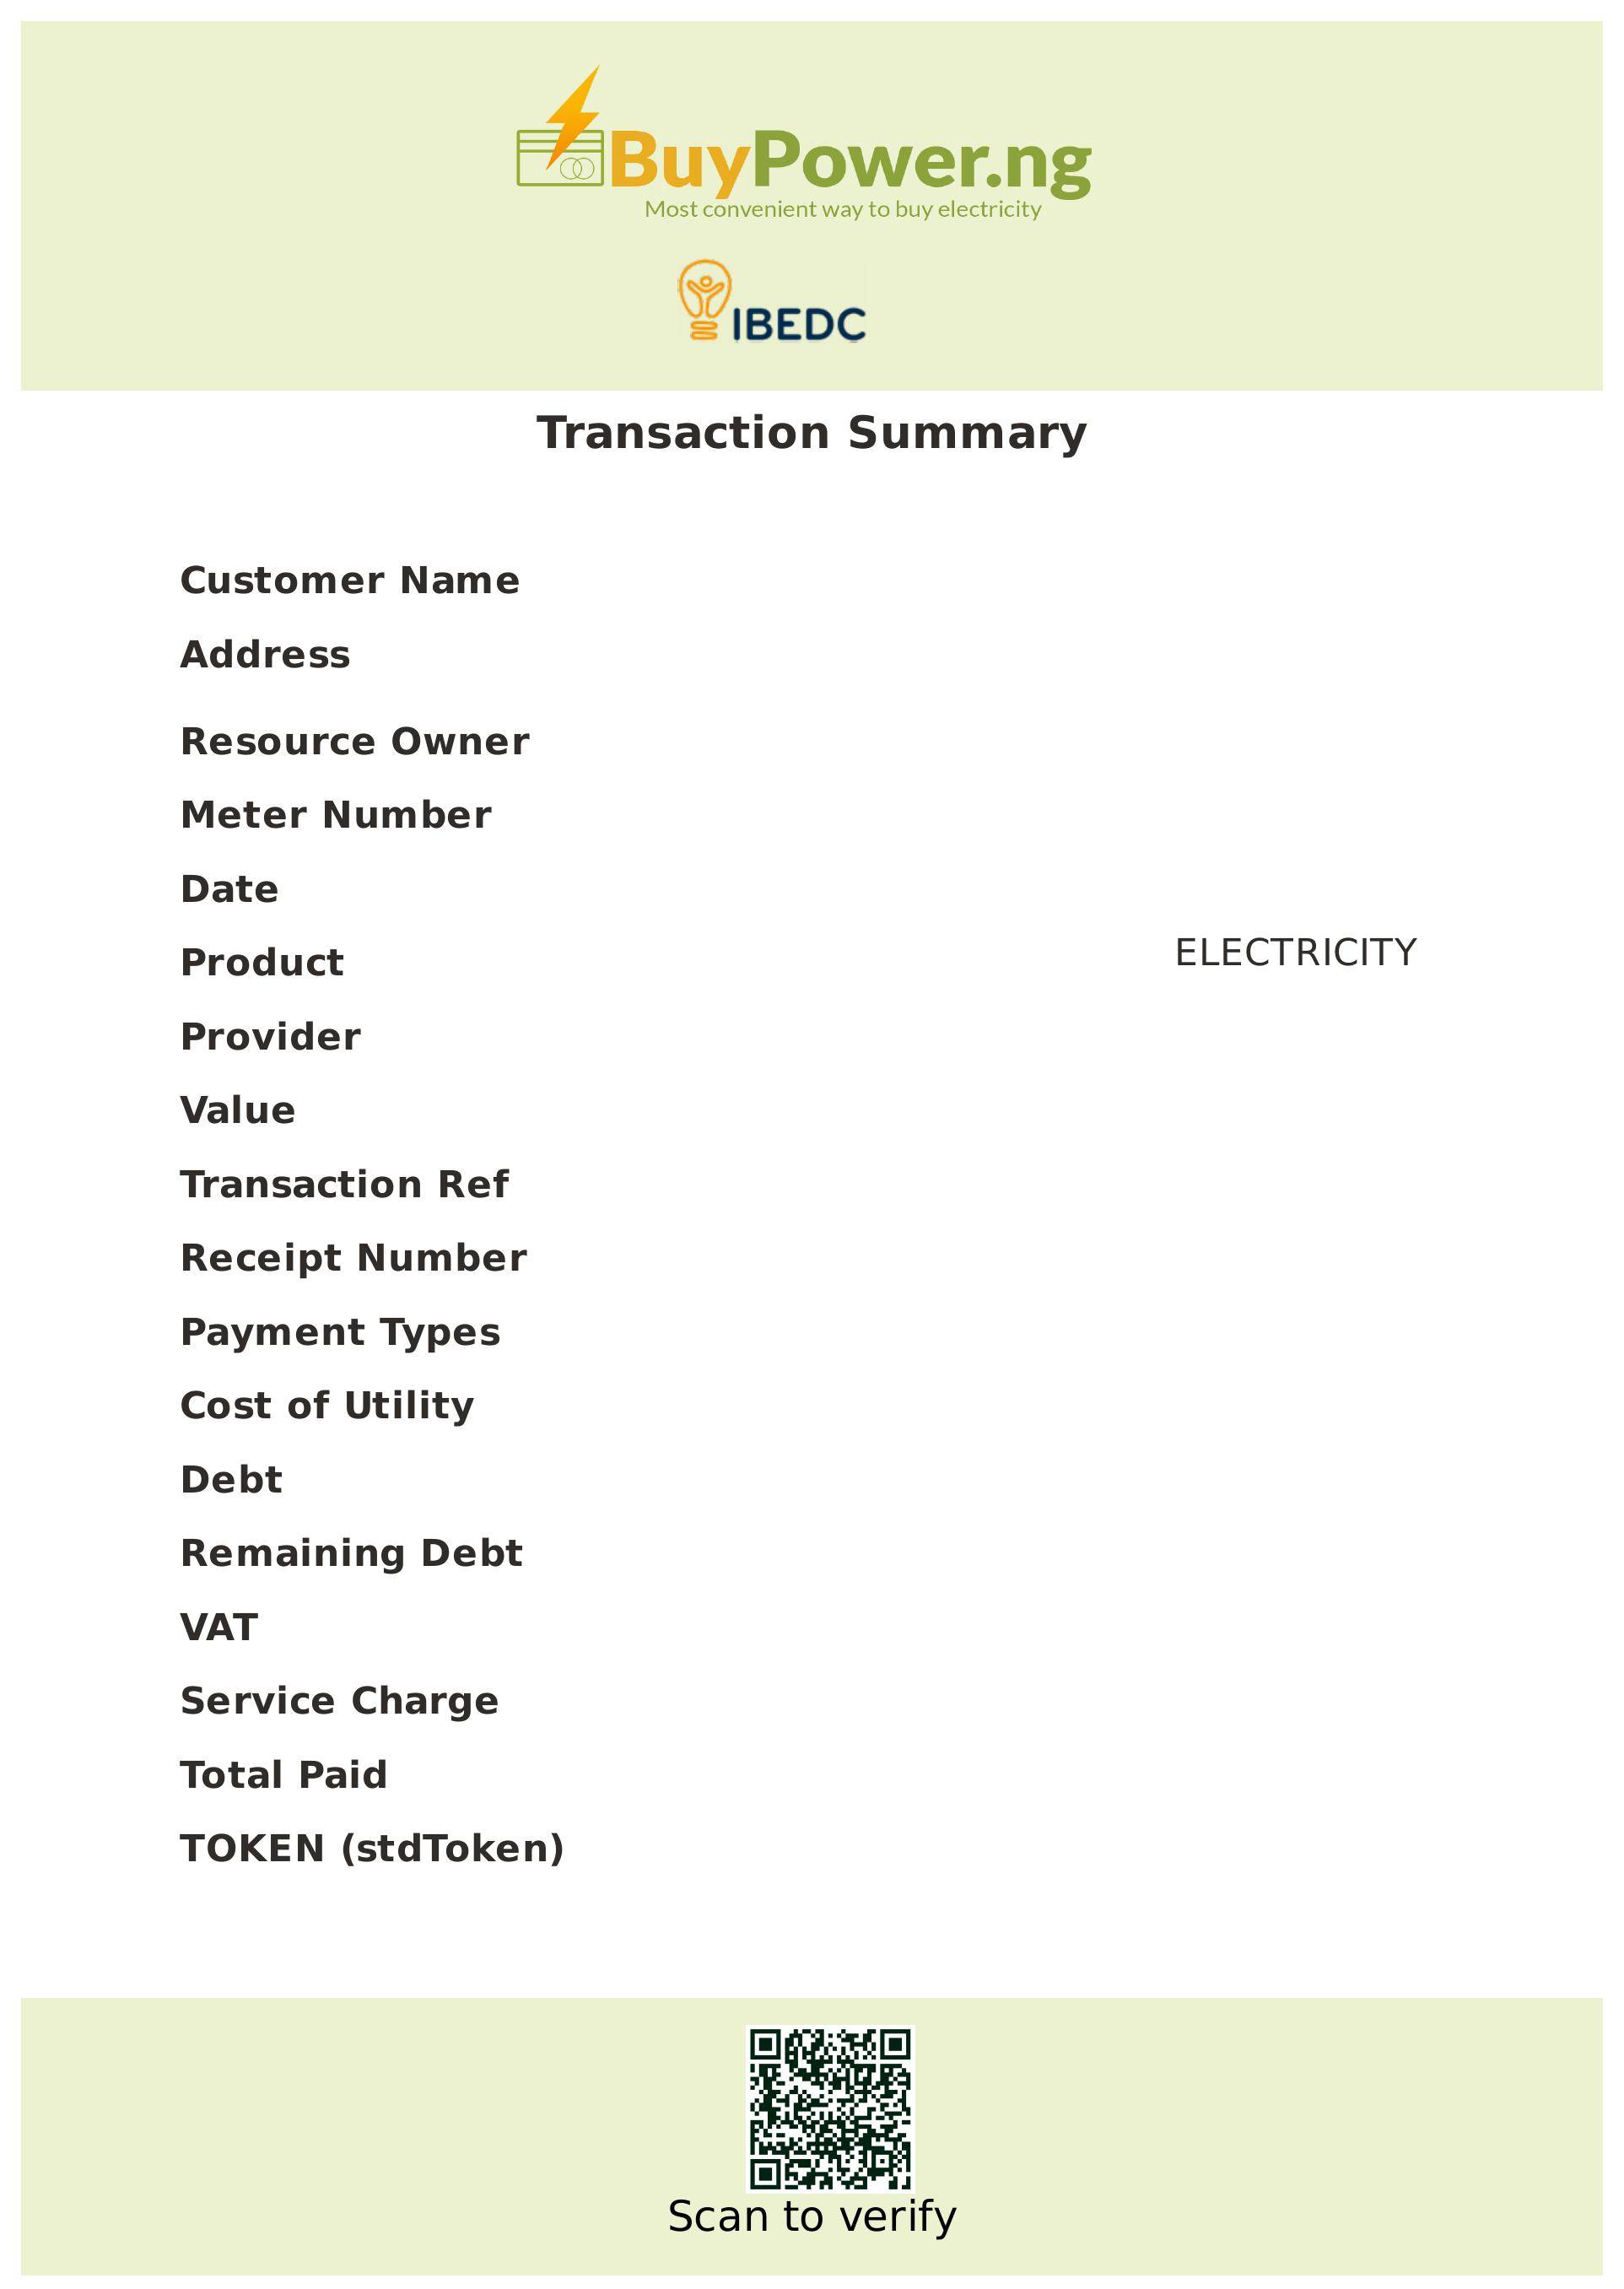 BuyPower.ng
Most convenient way to buy electricity
IBEDC
Transaction Summary
Customer Name
Address
Resource Owner
Meter Number
Date
Product ELECTRICITY
Provider
Value
Transaction Ref
Receipt Number
Payment Types
Cost of Utility
Debt
Remaining Debt
VAT
Service Charge
Total Paid
TOKEN (stdToken)
Scan to verify